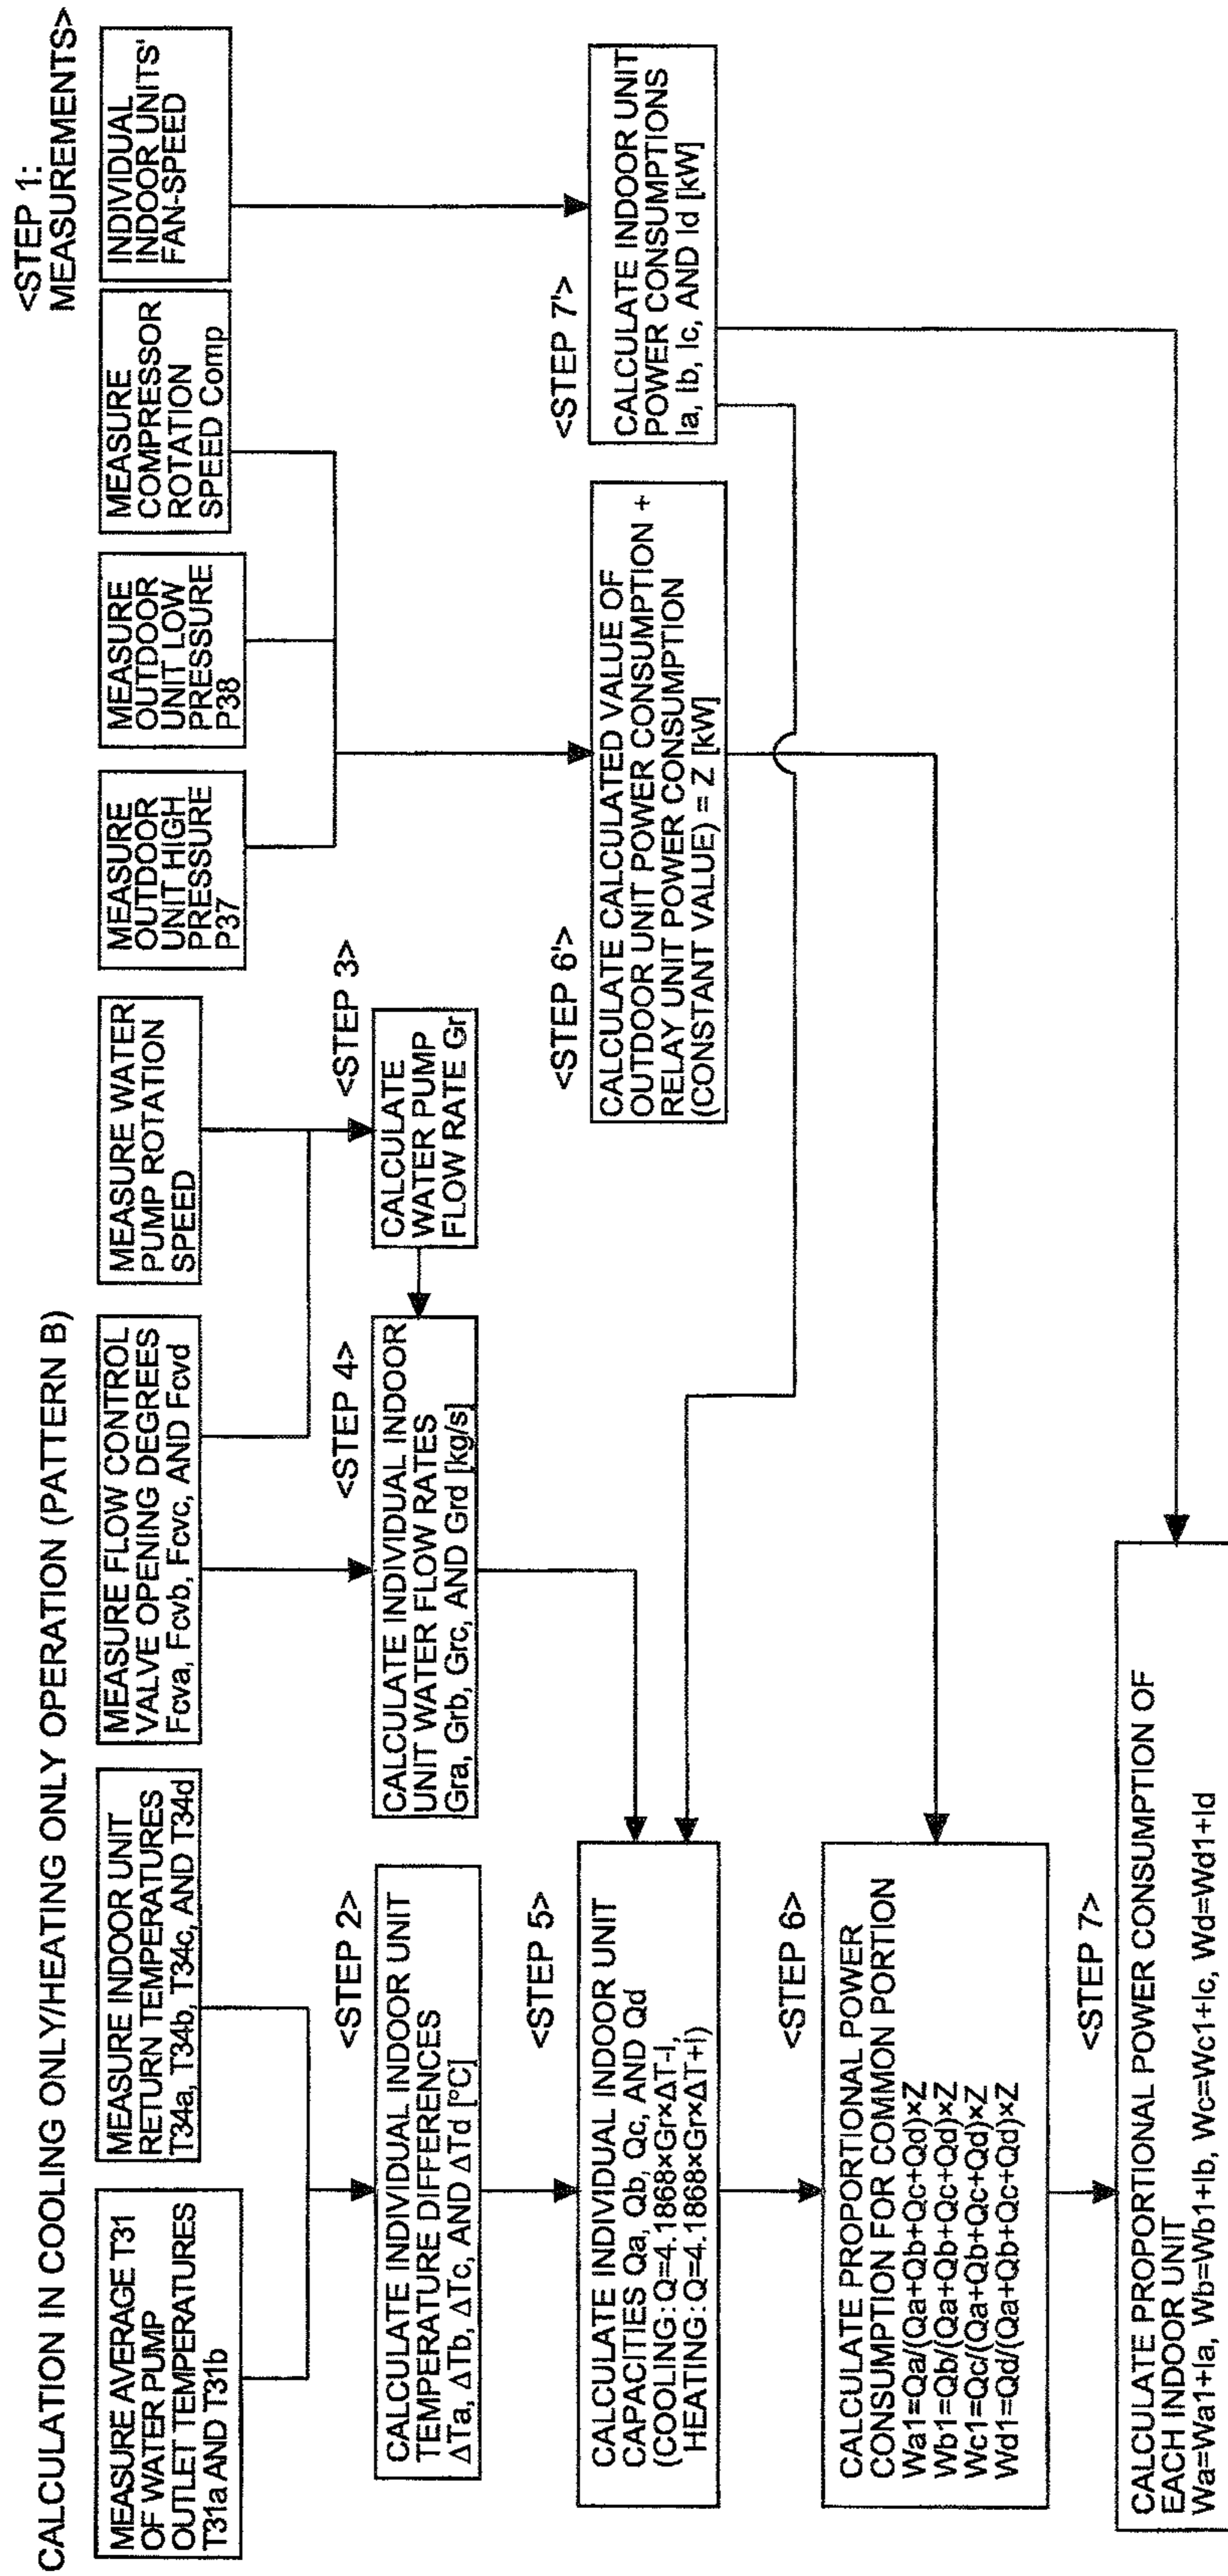 CALCULATION IN COOLING ONLY/HEATING ONLY OPERATION (PATTERN B)
<STEP 1:
MEASUREMENTS>
MEASURE AVERAGE T31
OF WATER PUMP
OUTLET TEMPERATURES
T31a AND T31b
MEASURE INDOOR UNIT
RETURN TEMPERATURES
T34a, T34b, T34c, AND T34d
MEASURE FLOW CONTROL
VALVE OPENING DEGREES
Fcva, Fcvb, Fcvc, AND Fcvd
MEASURE WATER
PUMP ROTATION
SPEED
MEASURE
OUTDOOR
UNIT HIGH
PRESSURE
P37
MEASURE
OUTDOOR
UNIT LOW
PRESSURE
P38
MEASURE
COMPRESSOR
ROTATION
SPEED Comp
INDIVIDUAL
INDOOR UNITS'
FAN-SPEED
<STEP 2>
CALCULATE INDIVIDUAL INDOOR UNIT
TEMPERATURE DIFFERENCES
ΔTa, ΔTb, ΔTc, AND ΔTd [°C]
<STEP 4>
CALCULATE INDIVIDUAL INDOOR
UNIT WATER FLOW RATES
Gra, Grb, Grc, AND Grd [kg/s]
<STEP 3>
CALCULATE
WATER PUMP
FLOW RATE Gr
<STEP 5>
CALCULATE INDIVIDUAL INDOOR UNIT
CAPACITIES Qa, Qb, Qc, AND Qd
(COOLING:Q=4.1868×Gr×ΔT-I,
HEATING:Q=4.1868×Gr×ΔT+I)
<STEP 6'>
CALCULATE CALCULATED VALUE OF
OUTDOOR UNIT POWER CONSUMPTION +
RELAY UNIT POWER CONSUMPTION
(CONSTANT VALUE) = Z [kW]
<STEP 7'>
CALCULATE INDOOR UNIT
POWER CONSUMPTIONS
Ia, Ib, Ic, AND Id [kW]
<STEP 6>
CALCULATE PROPORTIONAL POWER
CONSUMPTION FOR COMMON PORTION
Wa1=Qa/(Qa+Qb+Qc+Qd)×Z
Wb1=Qb/(Qa+Qb+Qc+Qd)×Z
Wc1=Qc/(Qa+Qb+Qc+Qd)×Z
Wd1=Qd/(Qa+Qb+Qc+Qd)×Z
<STEP 7>
CALCULATE PROPORTIONAL POWER CONSUMPTION OF
EACH INDOOR UNIT
Wa=Wa1+Ia, Wb=Wb1+Ib, Wc=Wc1+Ic, Wd=Wd1+Id